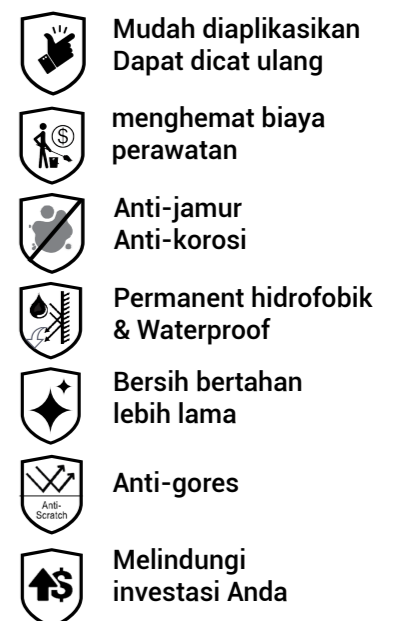 Mudah diaplikasikan
Dapat dicat ulang
$
menghemat biaya
perawatan
Anti-jamur
Anti-korosi
Permanent hidrofobik
& Waterproof
Bersih bertahan
lebih lama
Anti-
Scratch
Anti-gores
$
Melindungi
investasi Anda